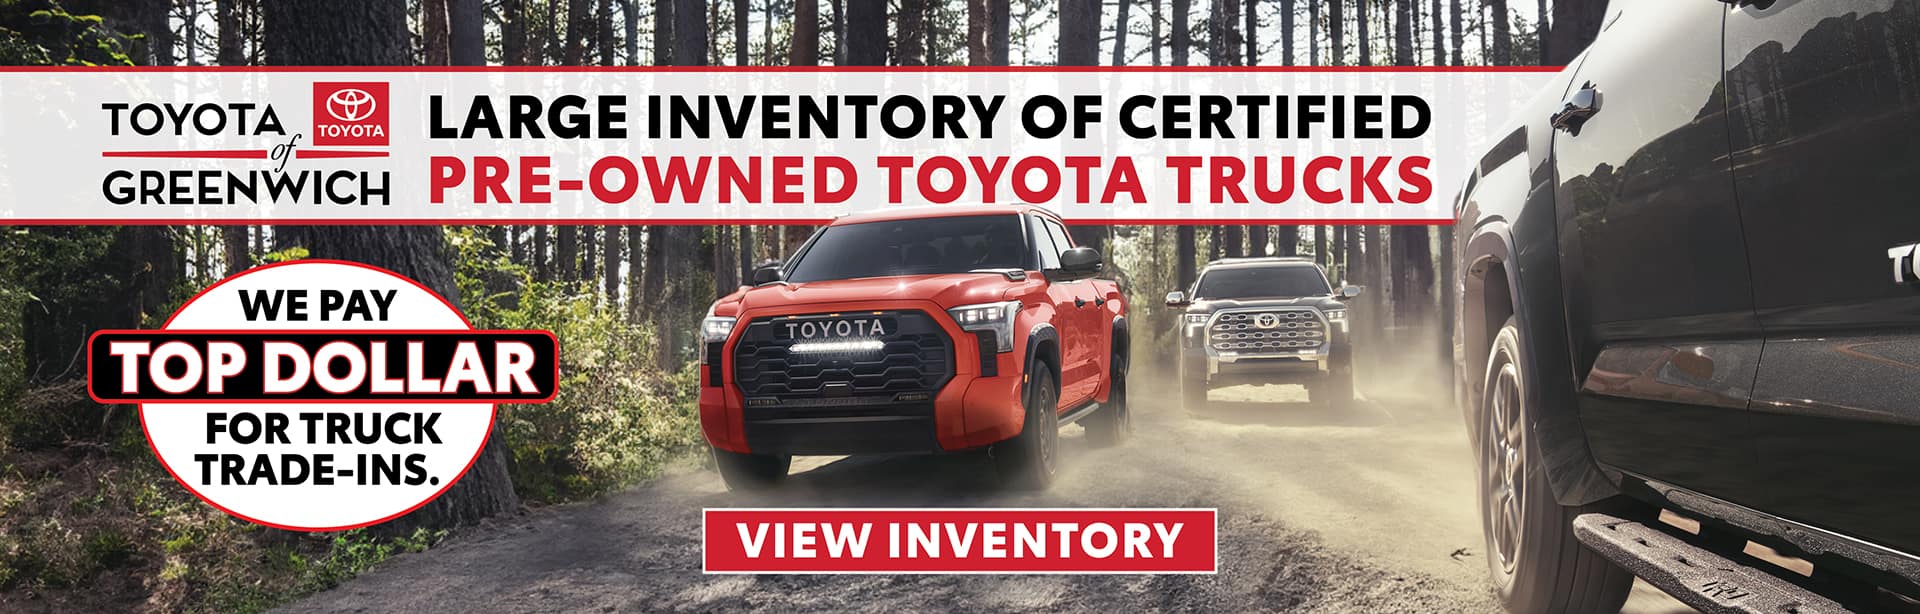 TOYOTA
of
GREENWICH
TOYOTA
LARGE INVENTORY OF CERTIFIED
PRE-OWNED TOYOTA TRUCKS
WE PAY
TOP DOLLAR
FOR TRUCK
TRADE-INS.
TOYOTA
VIEW INVENTORY